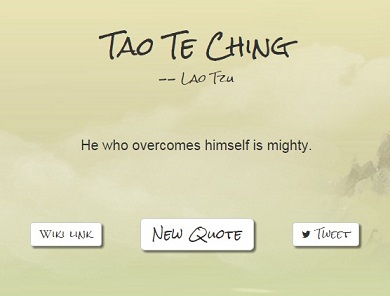 Tao Te Ching
-- Lao Tzu
He who overcomes himself is mighty.
Wiki link
New Quote
Tweet